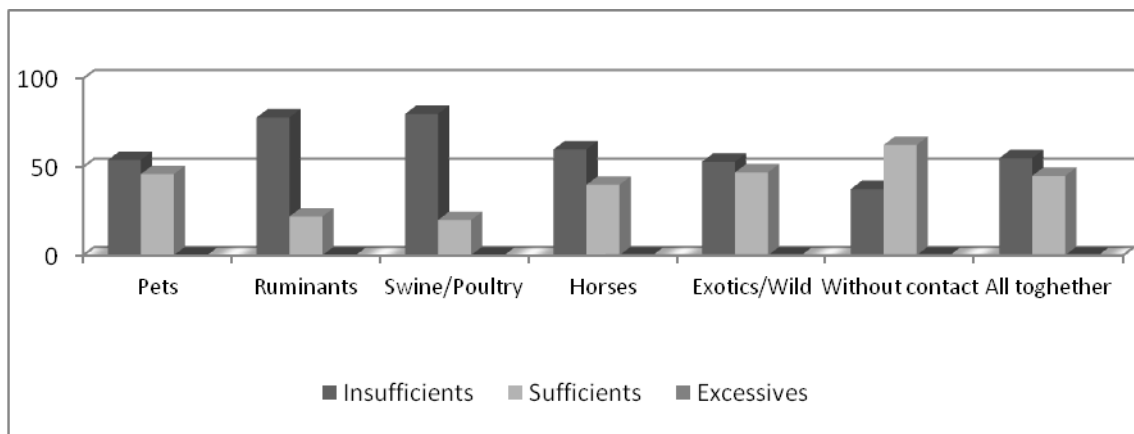 100
50
0
Pets Ruminants Swine/Poultry Horses Exotics/Wild Without contact All toghether
Insufficients Sufficients Excessives